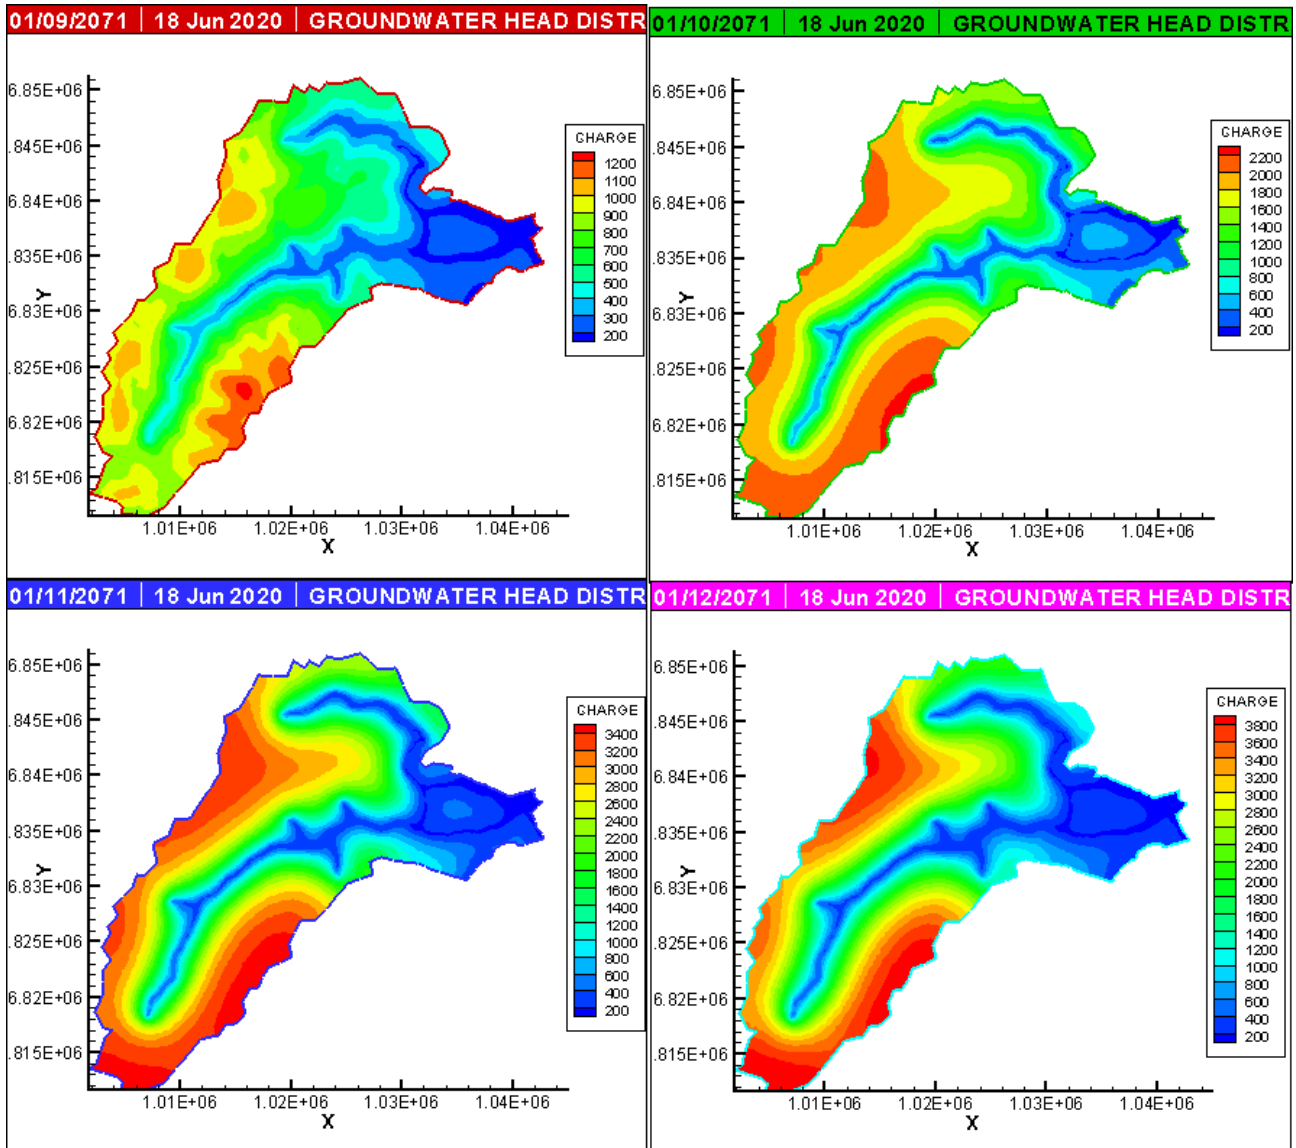 01/09/2071 | 18 Jun 2020 | GROUNDWATER HEAD DISTR
6.85E+06
.845E+06
6.84E+06
.835E+06
6.83E+06
.825E+06
6.82E+06
.815E+06
Y
1.01E+06 1.02E+06 1.03E+06 1.04E+06
X
CHARGE
1200
1100
1000
900
800
700
600
500
400
300
200
01/10/2071 | 18 Jun 2020 | GROUNDWATER HEAD DISTR
6.85E+06
.845E+06
6.84E+06
.835E+06
6.83E+06
.825E+06
6.82E+06
.815E+06
Y
1.01E+06 1.02E+06 1.03E+06 1.04E+06
X
CHARGE
2200
2000
1800
1600
1400
1200
1000
800
600
400
200
01/11/2071 | 18 Jun 2020 | GROUNDWATER HEAD DISTR
6.85E+06
.845E+06
6.84E+06
.835E+06
6.83E+06
.825E+06
6.82E+06
.815E+06
Y
1.01E+06 1.02E+06 1.03E+06 1.04E+06
X
CHARGE
3400
3200
3000
2800
2600
2400
2200
2000
1800
1600
1400
1200
1000
800
600
400
200
01/12/2071 | 18 Jun 2020 | GROUNDWATER HEAD DISTR
6.85E+06
.845E+06
6.84E+06
.835E+06
6.83E+06
.825E+06
6.82E+06
.815E+06
Y
1.01E+06 1.02E+06 1.03E+06 1.04E+06
X
CHARGE
3800
3600
3400
3200
3000
2800
2600
2400
2200
2000
1800
1600
1400
1200
1000
800
600
400
200